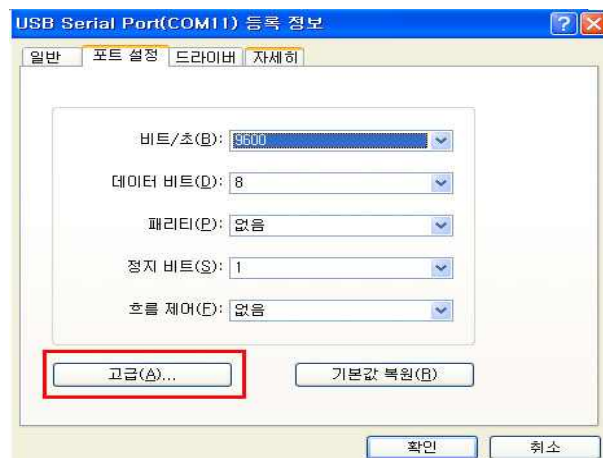 USB Serial Port(COM11) 등록 정보
일반 포트 설정 드라이버 자세히
비트/초(B): 9600
데이터 비트(D): 8
패리티(P): 없음
정지 비트(S): 1
흐름 제어(F): 없음
고급(A)... 기본값 복원(R)
확인 취소